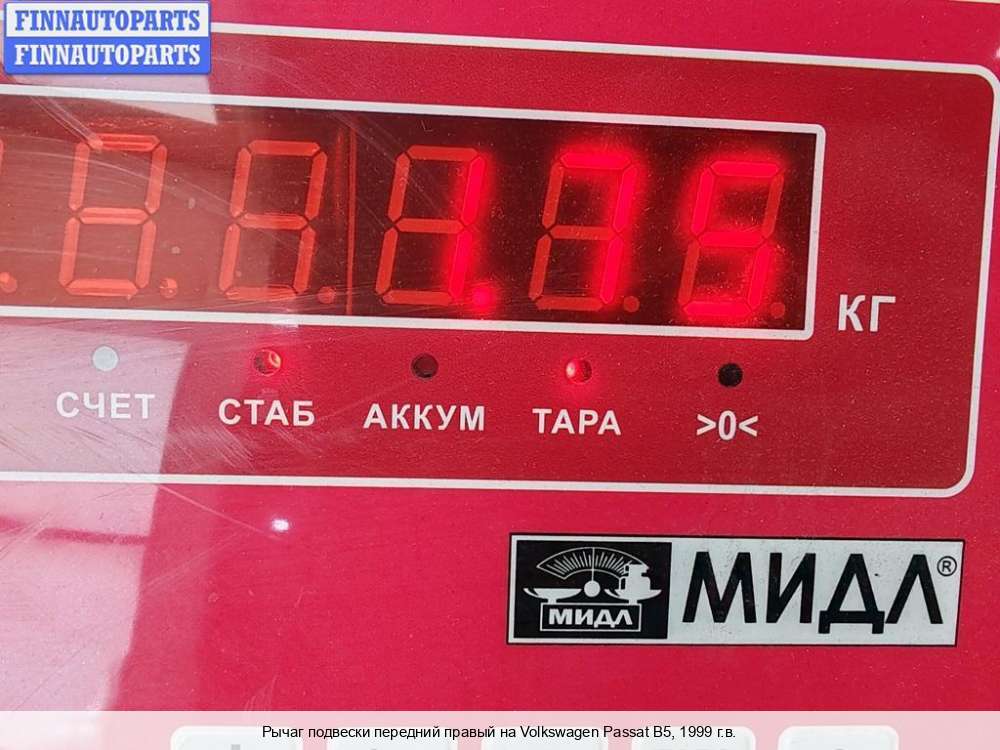 FINNAUTOPARTS
FINNAUTOPARTS
1.75
КГ
СЧЕТ СТАБ АККУМ ТАРА >0<
МИДЛ МИДЛ®
Рычаг подвески передний правый на Volkswagen Passat B5, 1999 г.в.